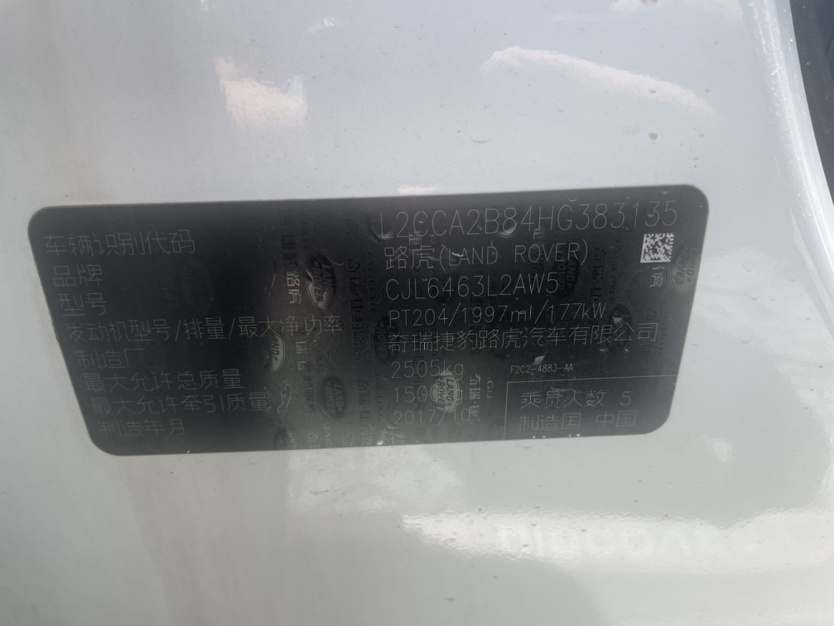 车辆识别代码 L2CCA2B84HG383135
品牌 路虎(LAND ROVER)
型号 CJL6463L2AW5
发动机型号/排量/最大净功率 PT204/1997ml/177kW
制造厂 奇瑞捷豹路虎汽车有限公司
最大允许总质量 2505kg F2C2-488J-AA
最大允许牵引质量 乘员人数 5
制造年月 制造国 中国